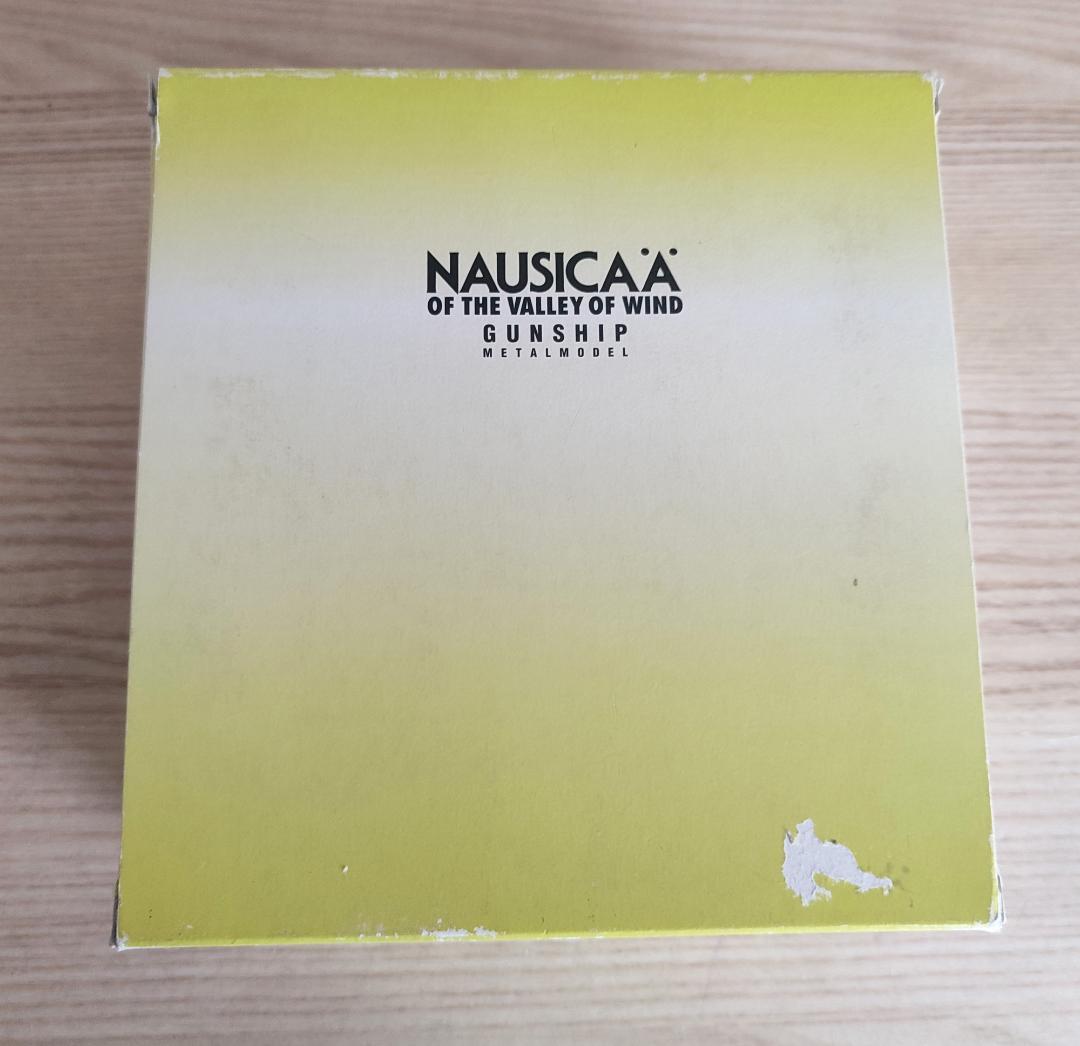 NAUSICAÄ
OF THE VALLEY OF WIND
GUNSHIP
METALMODEL